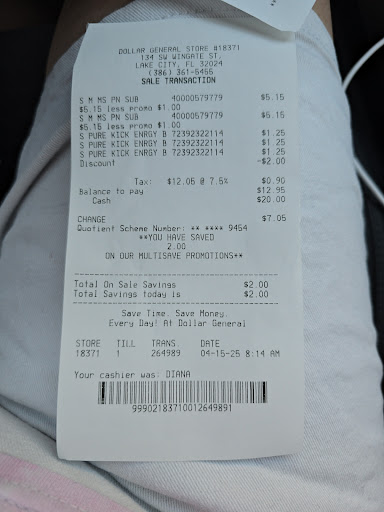 DOLLAR GENERAL STORE #18371
134 SW WINGATE ST.
LAKE CITY, FL 32024
(386) 361-5456
SALE TRANSACTION
S M MS PN SUB 40000579779 $5.15
$5.15 less promo $1.00
S M MS PN SUB 40000579779 $5.15
$5.15 less promo $1.00
S PURE KICK ENRGY B 72392322114 $1.25
S PURE KICK ENRGY B 72392322114 $1.25
S PURE KICK ENRGY B 72392322114 $1.25
Discount -$2.00
Tax: $12.05 @ 7.5% $0.90
Balance to pay $12.95
Cash $20.00
CHANGE $7.05
Quotient Scheme Number: ** **** 9454
**YOU HAVE SAVED
2.00
ON OUR MULTISAVE PROMOTIONS**
Total On Sale Savings $2.00
Total Savings today is $2.00
Save Time. Save Money.
Every Day! At Dollar General
STORE TILL TRANS. DATE
18371 1 264989 04-15-25 8:14 AM
Your cashier was: DIANA
99902183710012649891